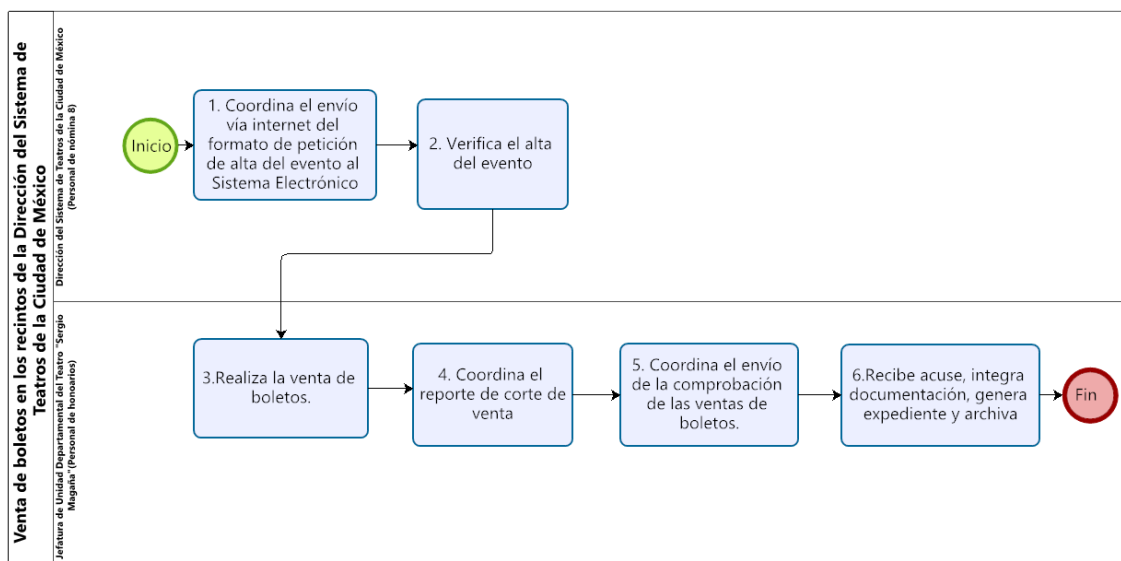 Venta de boletos en los recintos de la Dirección del Sistema de
Teatros de la Ciudad de México
Dirección del Sistema de Teatros de la Ciudad de México
(Personal de nómina 8)
Inicio
1. Coordina el envío
vía internet del
formato de petición
de alta del evento al
Sistema Electrónico
2. Verifica el alta
del evento
Jefatura de Unidad Departamental del Teatro "Sergio
Magaña"(Personal de honoarios)
3.Realiza la venta de
boletos.
4. Coordina el
reporte de corte de
venta
5. Coordina el envío
de la comprobación
de las ventas de
boletos.
6.Recibe acuse, integra
documentación, genera
expediente y archiva
Fin